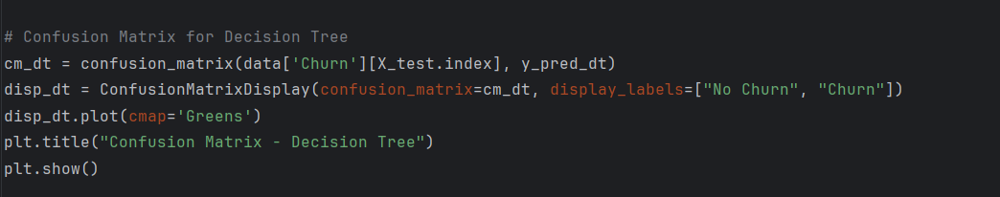 # Confusion Matrix for Decision Tree
cm_dt = confusion_matrix(data['Churn'][X_test.index], y_pred_dt)
disp_dt = ConfusionMatrixDisplay(confusion_matrix=cm_dt, display_labels=["No Churn", "Churn"])
disp_dt.plot(cmap='Greens')
plt.title("Confusion Matrix - Decision Tree")
plt.show()